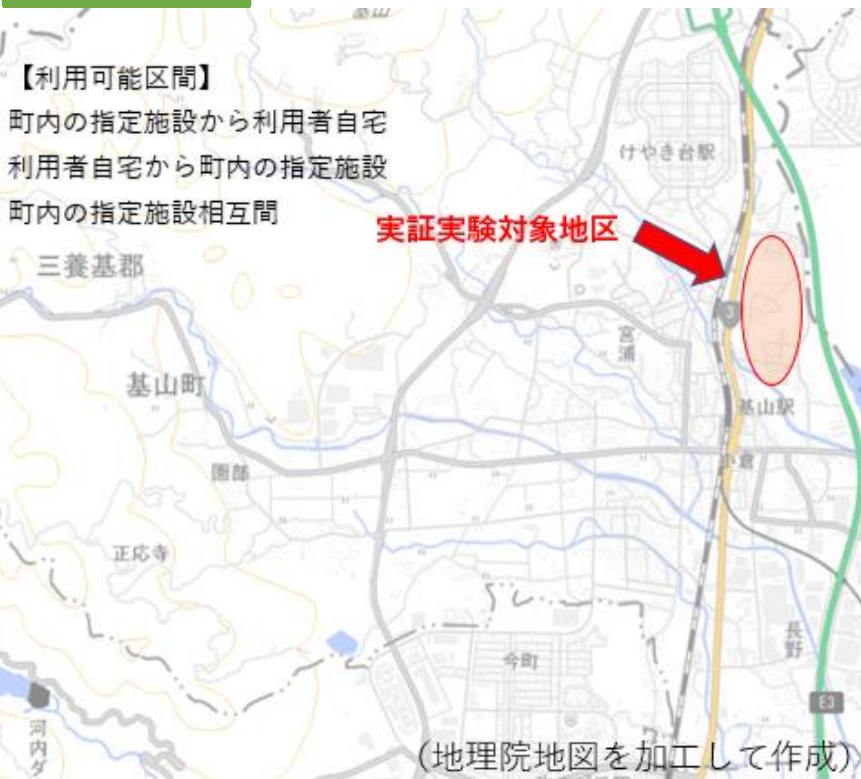 基山
【利用可能区間】
町内の指定施設から利用者自宅
利用者自宅から町内の指定施設
町内の指定施設相互間
けやき台駅
実証実験対象地区
三養基郡
3
宮浦
基山町
基山駅
小倉
園部
正応寺
長野
今町
E3
河内ダ
(地理院地図を加工して作成)